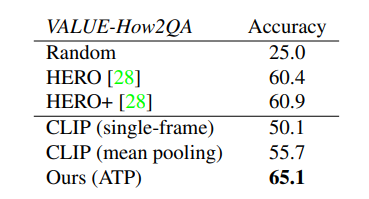 VALUE-How2QA Accuracy
Random 25.0
HERO [28] 60.4
HERO+ [28] 60.9
CLIP (single-frame) 50.1
CLIP (mean pooling) 55.7
Ours (ATP) 65.1